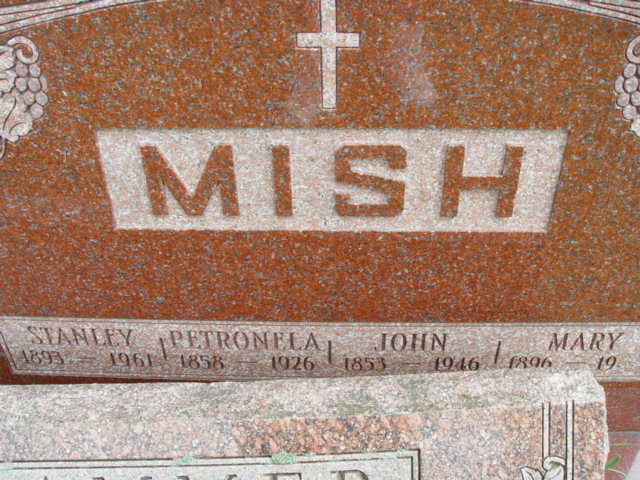 MISH
STANLEY PETRONELA JOHN MARY
1893 — 1961 1858 — 1926 1853 — 1946 1896 — 19